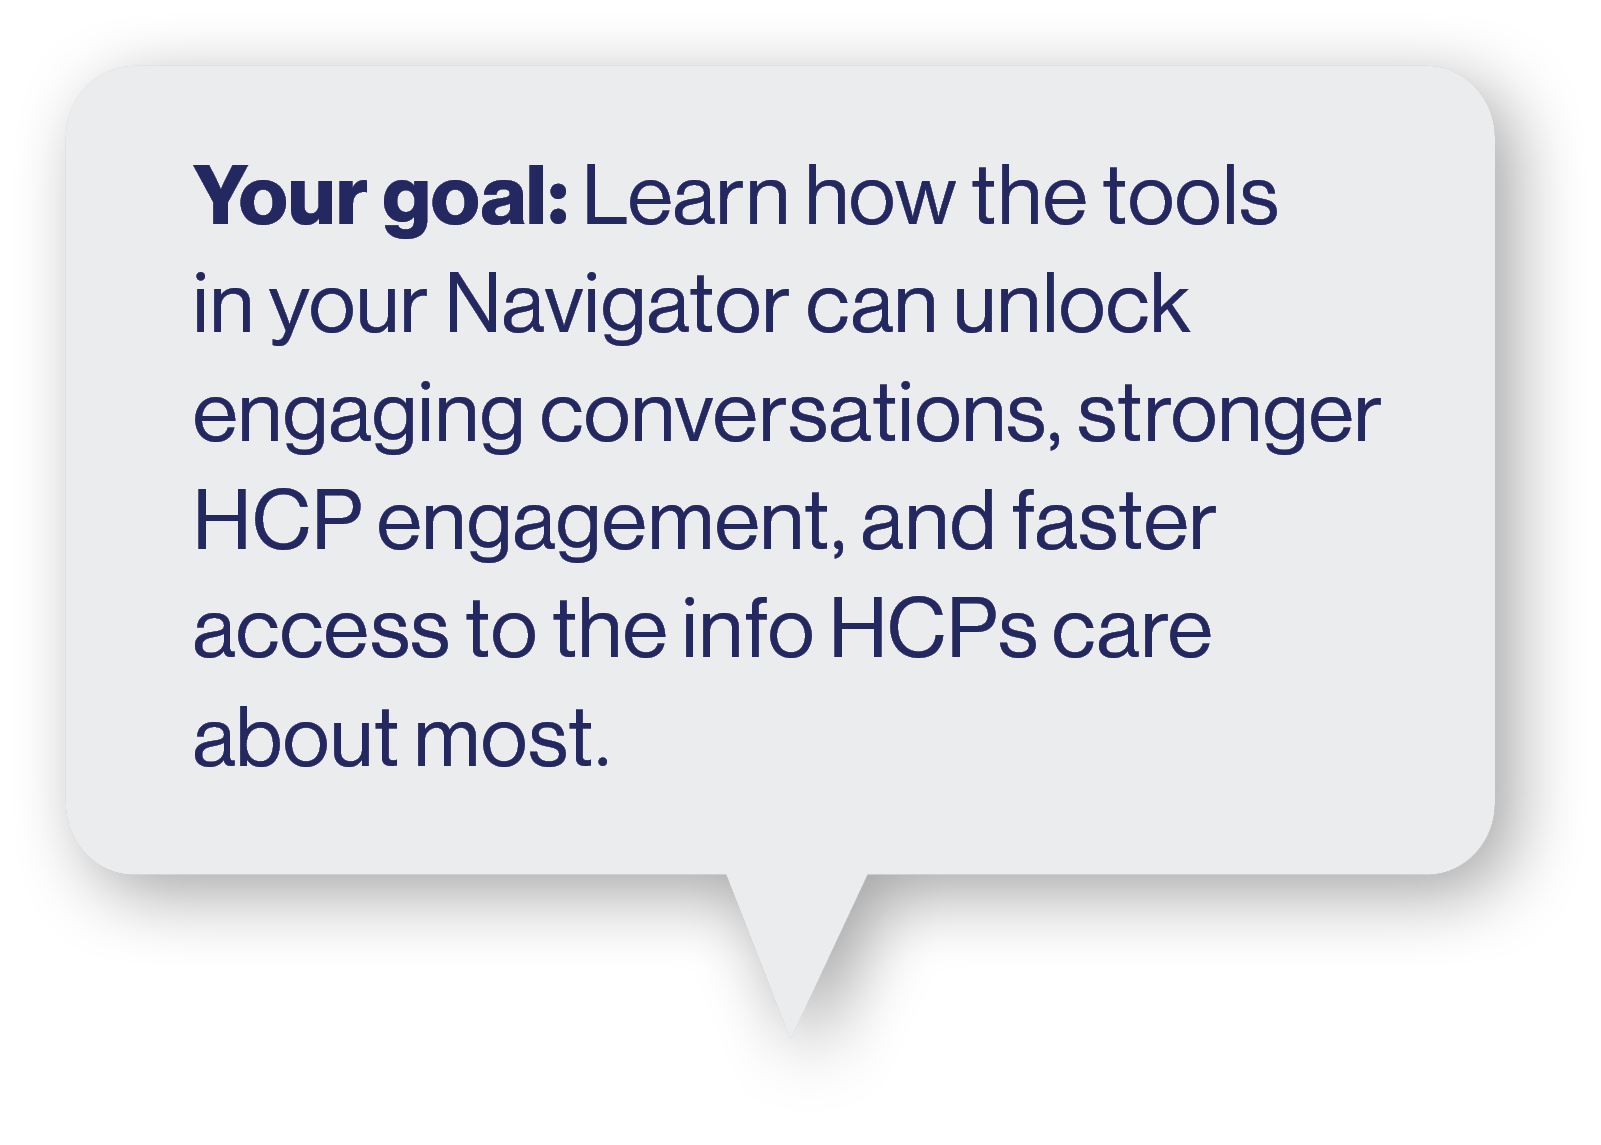 Your goal: Learn how the tools
in your Navigator can unlock
engaging conversations, stronger
HCP engagement, and faster
access to the info HCPs care
about most.